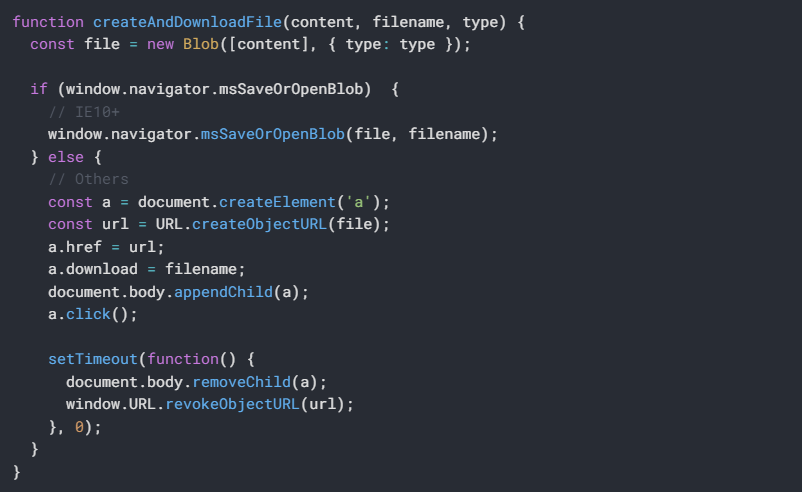 function createAndDownloadFile(content, filename, type) {
  const file = new Blob([content], { type: type });

  if (window.navigator.msSaveOrOpenBlob)  {
    // IE10+
    window.navigator.msSaveOrOpenBlob(file, filename);
  } else {
    // Others
    const a = document.createElement('a');
    const url = URL.createObjectURL(file);
    a.href = url;
    a.download = filename;
    document.body.appendChild(a);
    a.click();

    setTimeout(function() {
      document.body.removeChild(a);
      window.URL.revokeObjectURL(url);
    }, 0);
  }
}